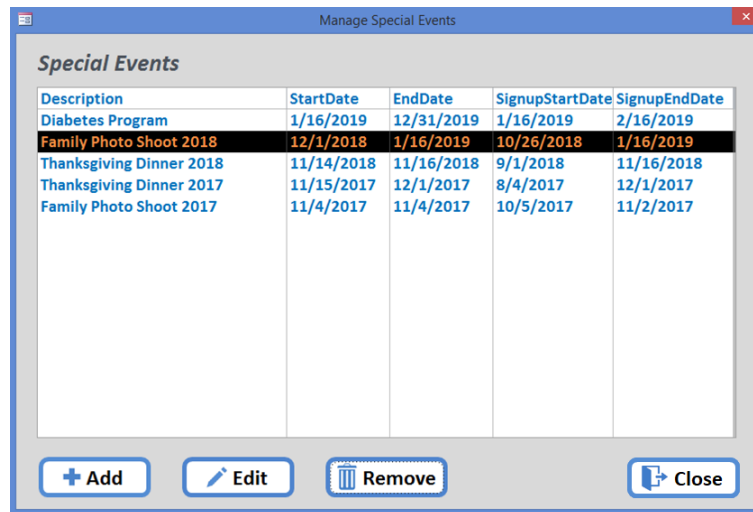 Manage Special Events
Special Events
Description StartDate EndDate SignupStartDate SignupEndDate
Diabetes Program 1/16/2019 12/31/2019 1/16/2019 2/16/2019
Family Photo Shoot 2018 12/1/2018 1/16/2019 10/26/2018 1/16/2019
Thanksgiving Dinner 2018 11/14/2018 11/16/2018 9/1/2018 11/16/2018
Thanksgiving Dinner 2017 11/15/2017 12/1/2017 8/4/2017 12/1/2017
Family Photo Shoot 2017 11/4/2017 11/4/2017 10/5/2017 11/2/2017
Add Edit Remove Close